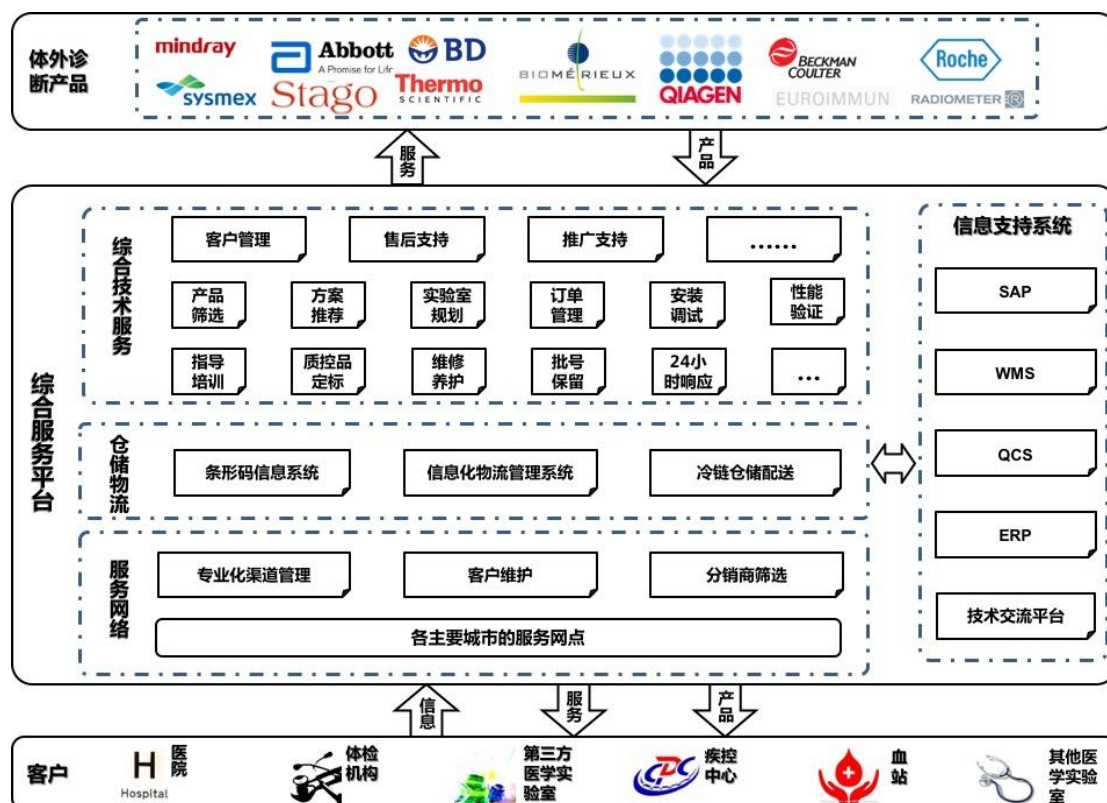 体外诊
断产品
mindray
Abbott
A Promise for Life
BD
BIOMÉRIEUX
QIAGEN
BECKMAN
COULTER
Roche
sysmex
Stago
Thermo
SCIENTIFIC
EUROIMMUN
RADIOMETER R
服务
产品
综合服务平台
综合技术服务
客户管理
售后支持
推广支持
……
产品
筛选
方案
推荐
实验室
规划
订单
管理
安装
调试
性能
验证
指导
培训
质控品
定标
维修
养护
批号
保留
24小
时响应
…
仓储物流
条形码信息系统
信息化物流管理系统
冷链仓储配送
服务网络
专业化渠道管理
客户维护
分销商筛选
各主要城市的服务网点
信息支持系统
SAP
WMS
QCS
ERP
技术交流平台
信息
服务
产品
客户
H
Hospital
医
院
体检
机构
第三方
医学实
验室
CDC
疾控
中心
血
站
其他医
学实验
室